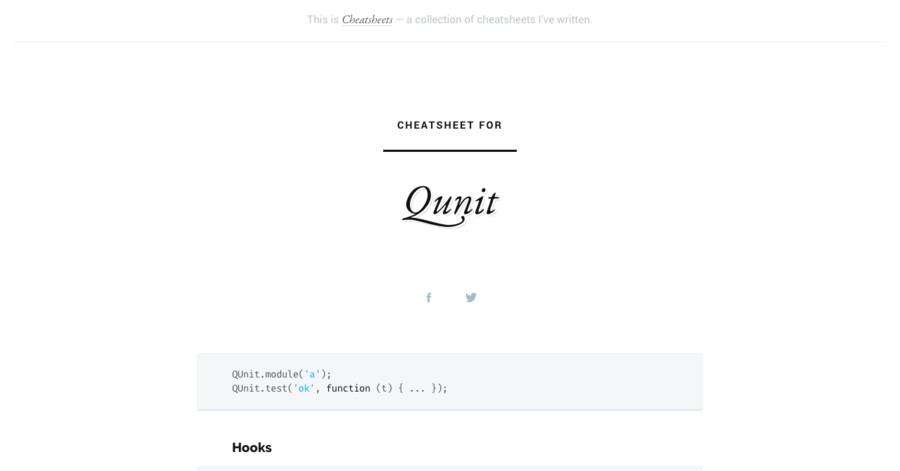 This is Cheatsheets — a collection of cheatsheets I've written.
CHEATSHEET FOR
Qunit
QUnit.module('a');
QUnit.test('ok', function (t) { ... });
Hooks